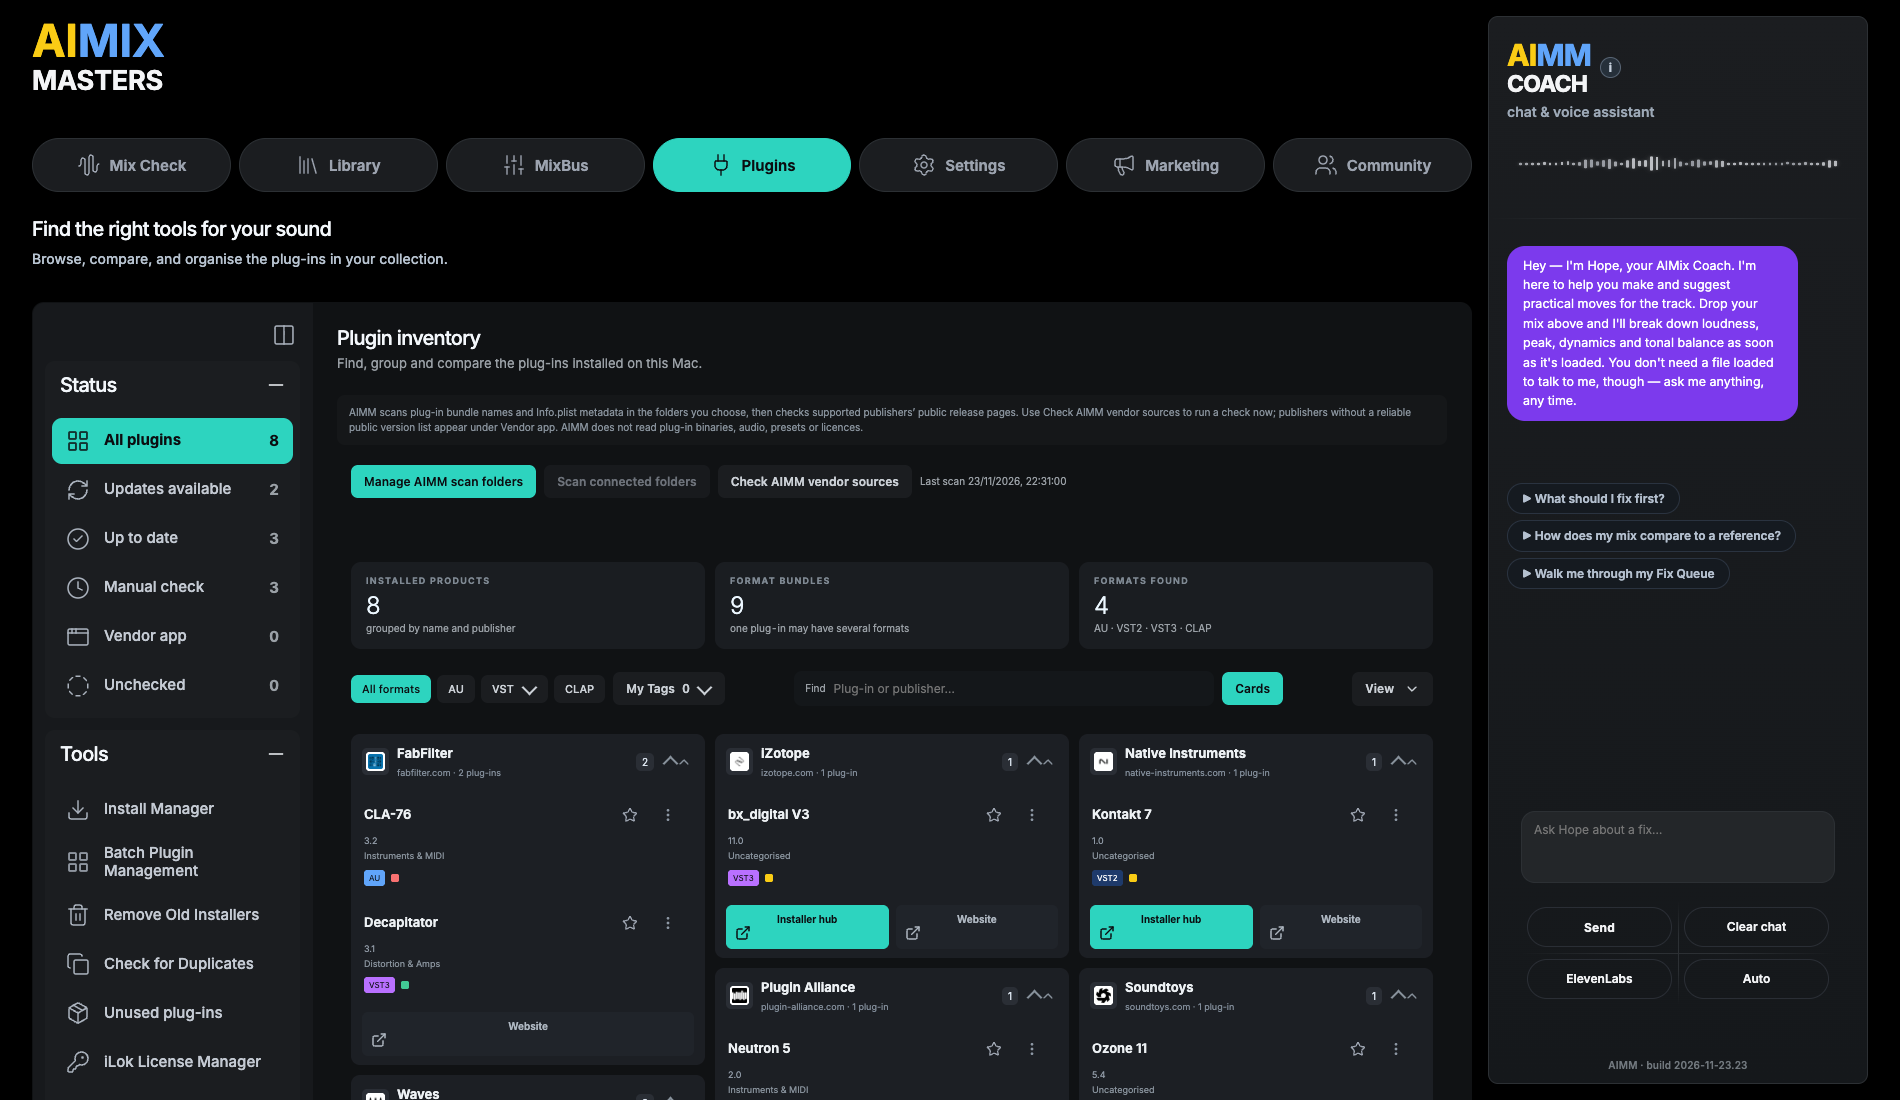 AIMIX
MASTERS
Mix Check
Library
MixBus
Plugins
Settings
Marketing
Community
Find the right tools for your sound
Browse, compare, and organise the plug-ins in your collection.
Status
All plugins 8
Updates available 2
Up to date 3
Manual check 3
Vendor app 0
Unchecked 0
Tools
Install Manager
Batch Plugin
Management
Remove Old Installers
Check for Duplicates
Unused plug-ins
iLok License Manager
Plugin inventory
Find, group and compare the plug-ins installed on this Mac.
AIMM scans plug-in bundle names and Info.plist metadata in the folders you choose, then checks supported publishers’ public release pages. Use Check AIMM vendor sources to run a check now; publishers without a reliable
public version list appear under Vendor app. AIMM does not read plug-in binaries, audio, presets or licences.
Manage AIMM scan folders
Scan connected folders
Check AIMM vendor sources
Last scan 23/11/2026, 22:31:00
INSTALLED PRODUCTS
8
grouped by name and publisher
FORMAT BUNDLES
9
one plug-in may have several formats
FORMATS FOUND
4
AU · VST2 · VST3 · CLAP
All formats
AU
VST
CLAP
My Tags 0
Find Plug-in or publisher...
Cards
View
FabFilter
fabfilter.com · 2 plug-ins
2
CLA-76
3.2
Instruments & MIDI
AU
Decapitator
3.1
Distortion & Amps
VST3
Website
Waves
iZotope
izotope.com · 1 plug-in
1
bx_digital V3
11.0
Uncategorised
VST3
Installer hub
Website
Plugin Alliance
plugin-alliance.com · 1 plug-in
1
Neutron 5
2.0
Instruments & MIDI
Native Instruments
native-instruments.com · 1 plug-in
1
Kontakt 7
1.0
Uncategorised
VST2
Installer hub
Website
Soundtoys
soundtoys.com · 1 plug-in
1
Ozone 11
5.4
Uncategorised
AIMM
COACH
i
chat & voice assistant
Hey — I'm Hope, your AIMix Coach. I'm
here to help you make and suggest
practical moves for the track. Drop your
mix above and I'll break down loudness,
peak, dynamics and tonal balance as soon
as it's loaded. You don't need a file loaded
to talk to me, though — ask me anything,
any time.
What should I fix first?
How does my mix compare to a reference?
Walk me through my Fix Queue
Ask Hope about a fix...
Send
Clear chat
ElevenLabs
Auto
AIMM · build 2026-11-23.23